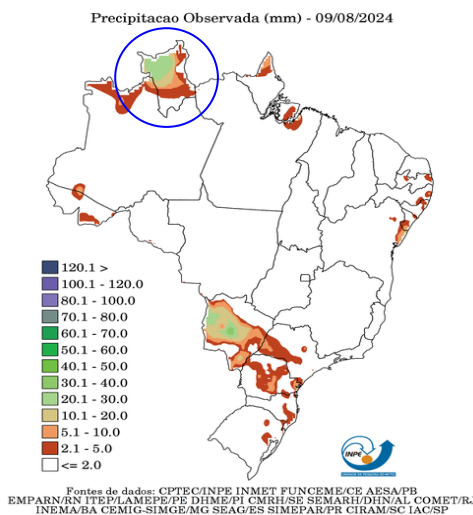 Precipitacao Observada (mm) - 09/08/2024
120.1 >
100.1 - 120.0
80.1 - 100.0
70.1 - 80.0
60.1 - 70.0
50.1 - 60.0
40.1 - 50.0
30.1 - 40.0
20.1 - 30.0
10.1 - 20.0
5.1 - 10.0
2.1 - 5.0
<= 2.0
INPE
Fontes de dados: CPTEC/INPE INMET FUNCEME/CE AESA/PB
EMPARN/RN ITEP/LAMEPE/PE DHME/PI CMRH/SE SEMARH/DHN/AL COMET/RJ
INEMA/BA CEMIG-SIMGE/MG SEAG/ES SIMEPAR/PR CIRAM/SC IAC/SP